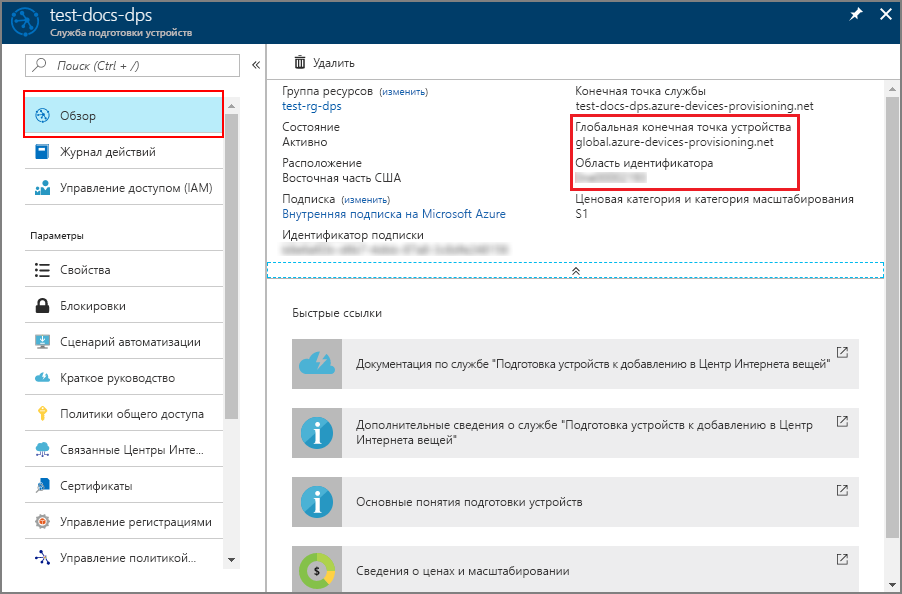 test-docs-dps
Служба подготовки устройств
Поиск (Ctrl + /)
Обзор
Журнал действий
Управление доступом (IAM)
Параметры
Свойства
Блокировки
Сценарий автоматизации
Краткое руководство
Политики общего доступа
Связанные Центры Инте...
Сертификаты
Управление регистрациями
Управление политикой...
Удалить
Группа ресурсов (изменить)
test-rg-dps
Состояние
Активно
Расположение
Восточная часть США
Подписка (изменить)
Внутренняя подписка на Microsoft Azure
Идентификатор подписки
Конечная точка службы
test-docs-dps.azure-devices-provisioning.net
Глобальная конечная точка устройства
global.azure-devices-provisioning.net
Область идентификатора
Ценовая категория и категория масштабирования
S1
Быстрые ссылки
Документация по службе "Подготовка устройств к добавлению в Центр Интернета вещей"
Дополнительные сведения о службе "Подготовка устройств к добавлению в Центр
Интернета вещей"
Основные понятия подготовки устройств
Сведения о ценах и масштабировании